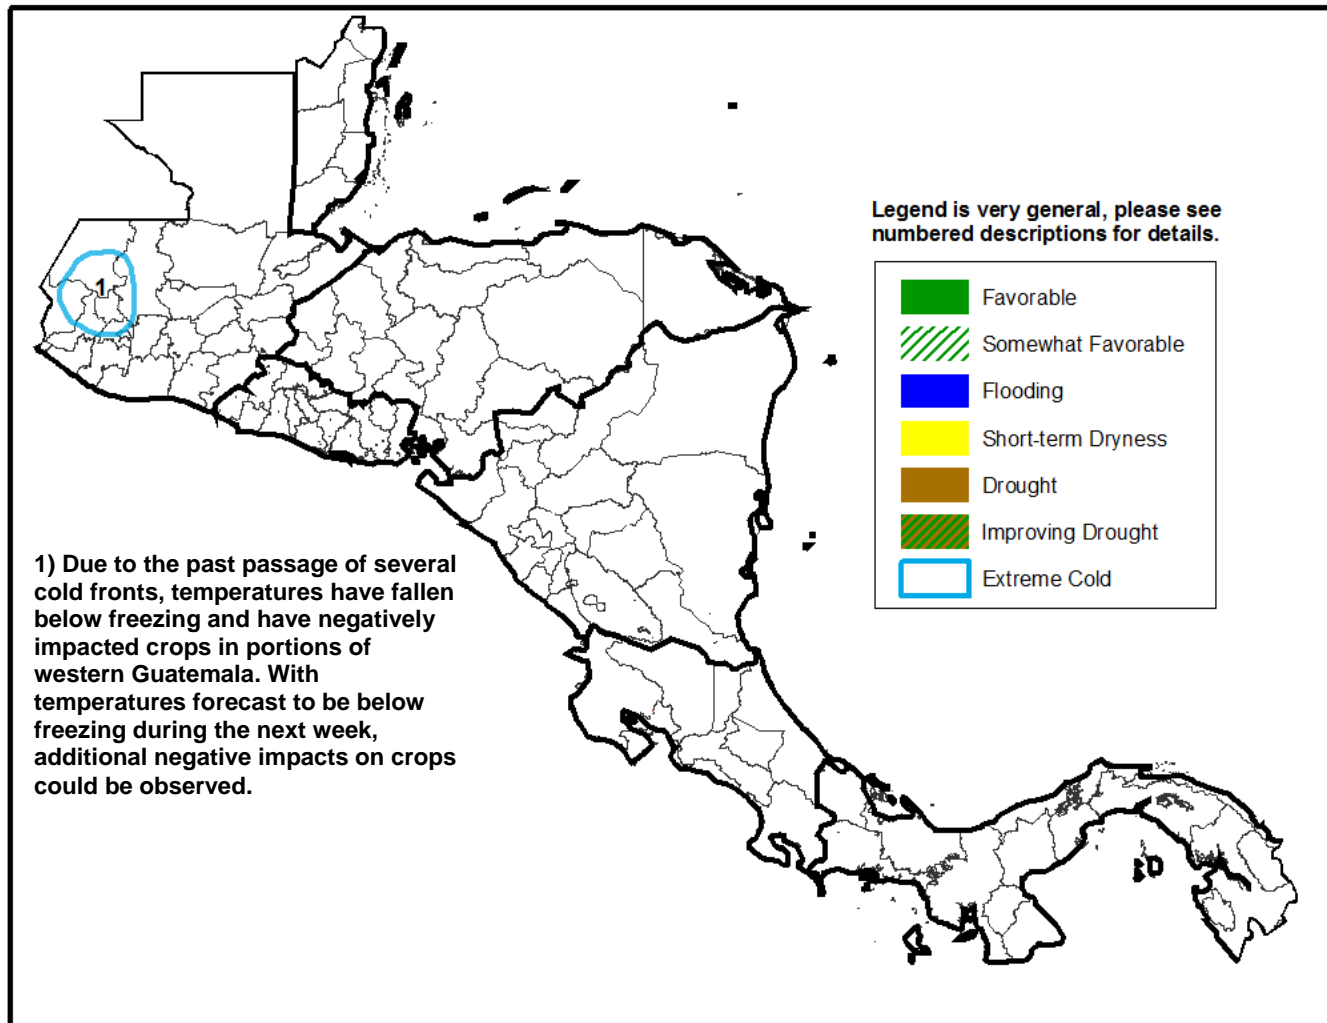 Legend is very general, please see
numbered descriptions for details.
Favorable
Somewhat Favorable
Flooding
Short-term Dryness
Drought
Improving Drought
Extreme Cold
1
1) Due to the past passage of several
cold fronts, temperatures have fallen
below freezing and have negatively
impacted crops in portions of
western Guatemala. With
temperatures forecast to be below
freezing during the next week,
additional negative impacts on crops
could be observed.